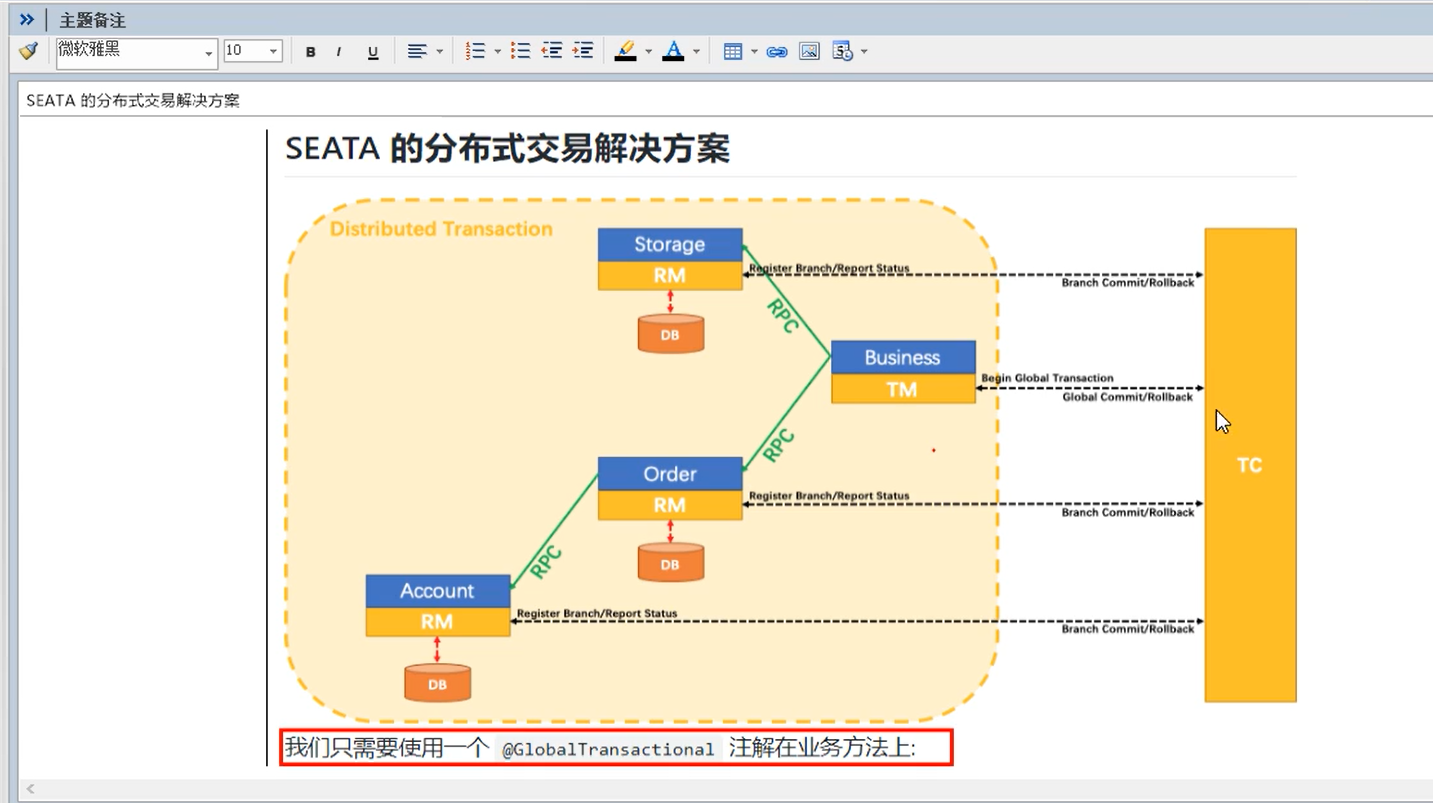 主题备注
微软雅黑 10 B I U
SEATA 的分布式交易解决方案
SEATA 的分布式交易解决方案
Distributed Transaction
Storage
RM
DB
Register Branch/Report Status
Branch Commit/Rollback
RPC
Business
TM
Begin Global Transaction
Global Commit/Rollback
TC
RPC
Order
RM
DB
Register Branch/Report Status
Branch Commit/Rollback
RPC
Account
RM
DB
Register Branch/Report Status
Branch Commit/Rollback
我们只需要使用一个 @GlobalTransactional 注解在业务方法上: